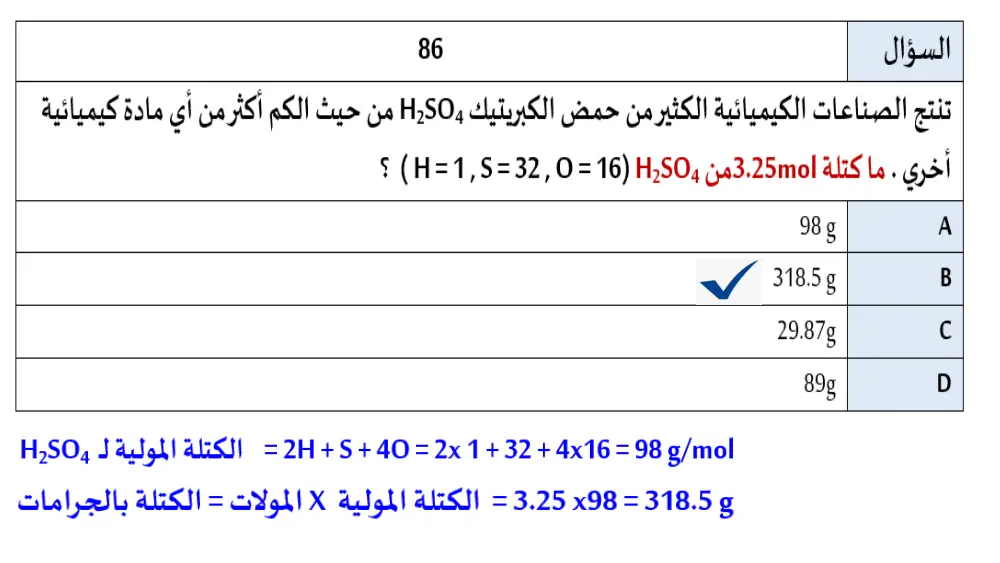 السؤال 86
تنتج الصناعات الكيميائية الكثير من حمض الكبريتيك H₂SO₄ من حيث الكم أكثر من أي مادة كيميائية
أخري . ما كتلة 3.25mol من H₂SO₄ (H = 1 , S = 32 , O = 16 ) ؟
A 98 g
B 318.5 g
C 29.87g
D 89g
الكتلة المولية لـ H₂SO₄ = 2H + S + 4O = 2x 1 + 32 + 4x16 = 98 g/mol
الكتلة بالجرامات = المولات X الكتلة المولية = 3.25 x98 = 318.5 g